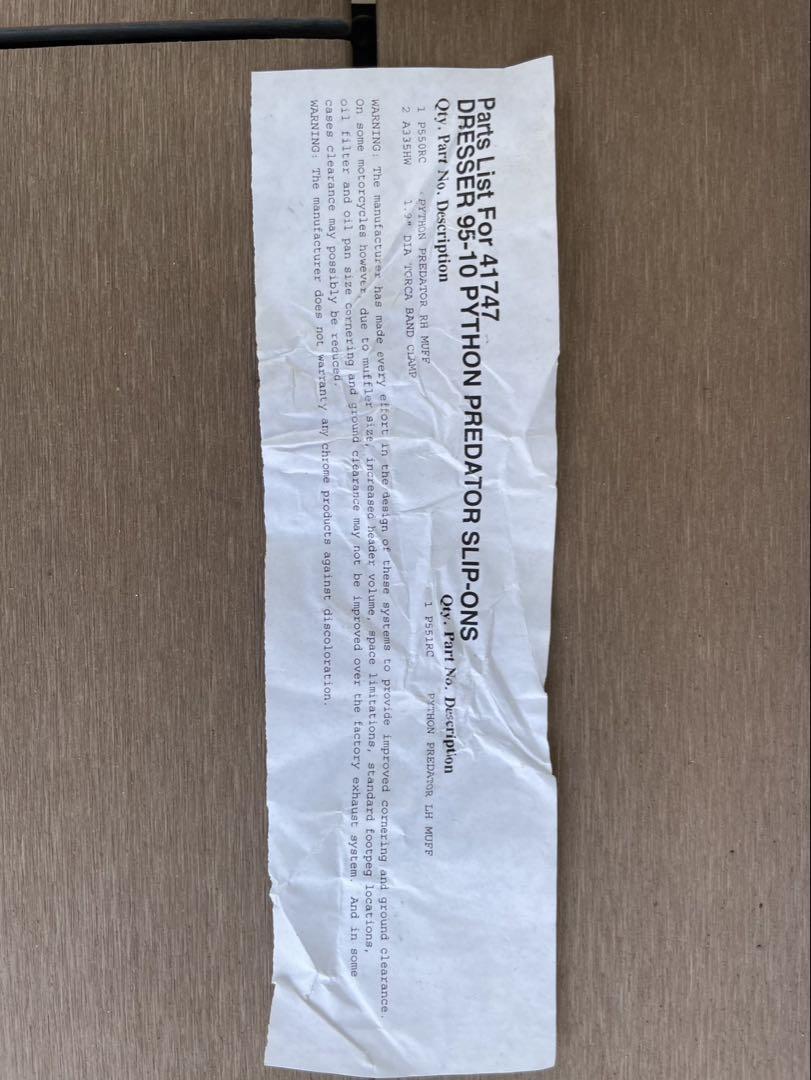 Parts List For 41747
DRESSER 95-10 PYTHON PREDATOR SLIP-ONS
Qty. Part No. Description Qty. Part No. Description
1 P550RC PYTHON PREDATOR RH MUFF 1 P551RC PYTHON PREDATOR LH MUFF
2 A335HW 1.9" DIA TORCA BAND CLAMP
WARNING: The manufacturer has made every effort in the design of these systems to provide improved cornering and ground clearance.
On some motorcycles however, due to muffler size, increased header volume, space limitations, standard footpeg locations,
oil filter and oil pan size cornering and ground clearance may not be improved over the factory exhaust system. And in some
cases clearance may possibly be reduced.
WARNING: The manufacturer does not warranty any chrome products against discoloration.